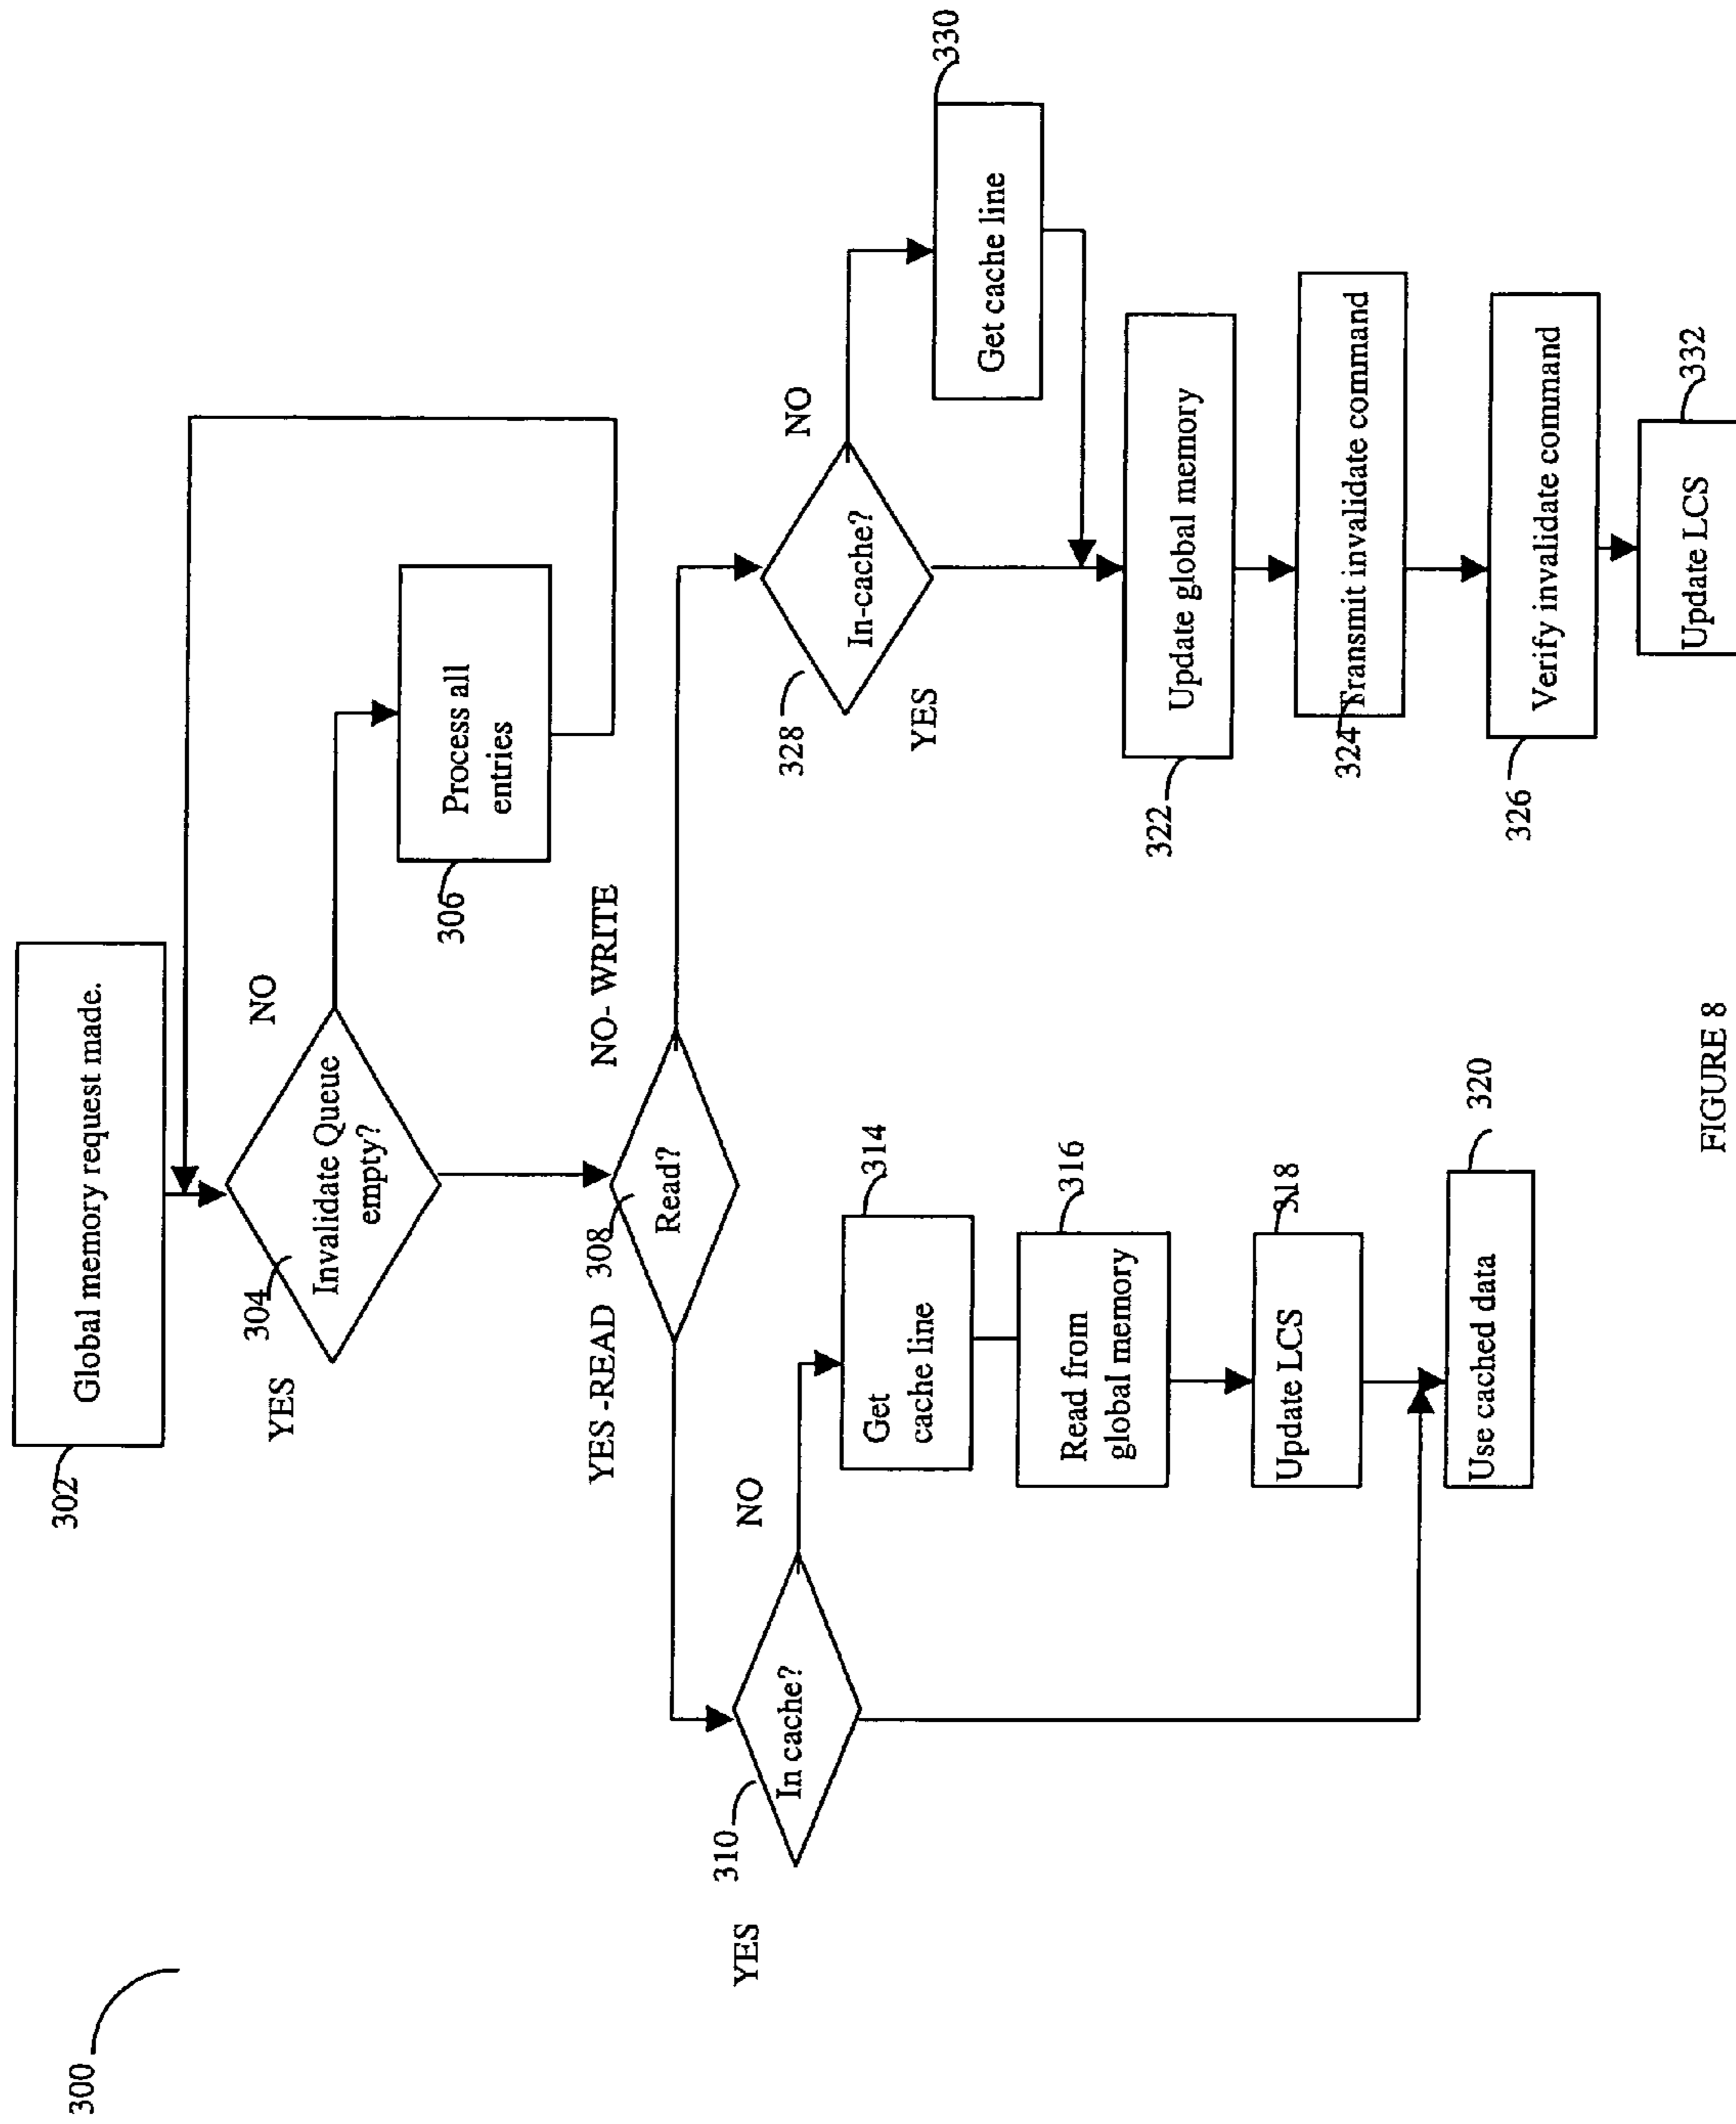 300
302
Global memory request made.
304
YES
NO
Invalidate Queue
empty?
306
Process all
entries
YES -READ
308
NO- WRITE
Read?
YES
310
NO
In cache?
328
NO
In-cache?
YES
330
Get cache line
314
Get
cache line
316
Read from
global memory
318
Update LCS
320
Use cached data
322
Update global memory
324
Transmit invalidate command
326
Verify invalidate command
332
Update LCS
FIGURE 8